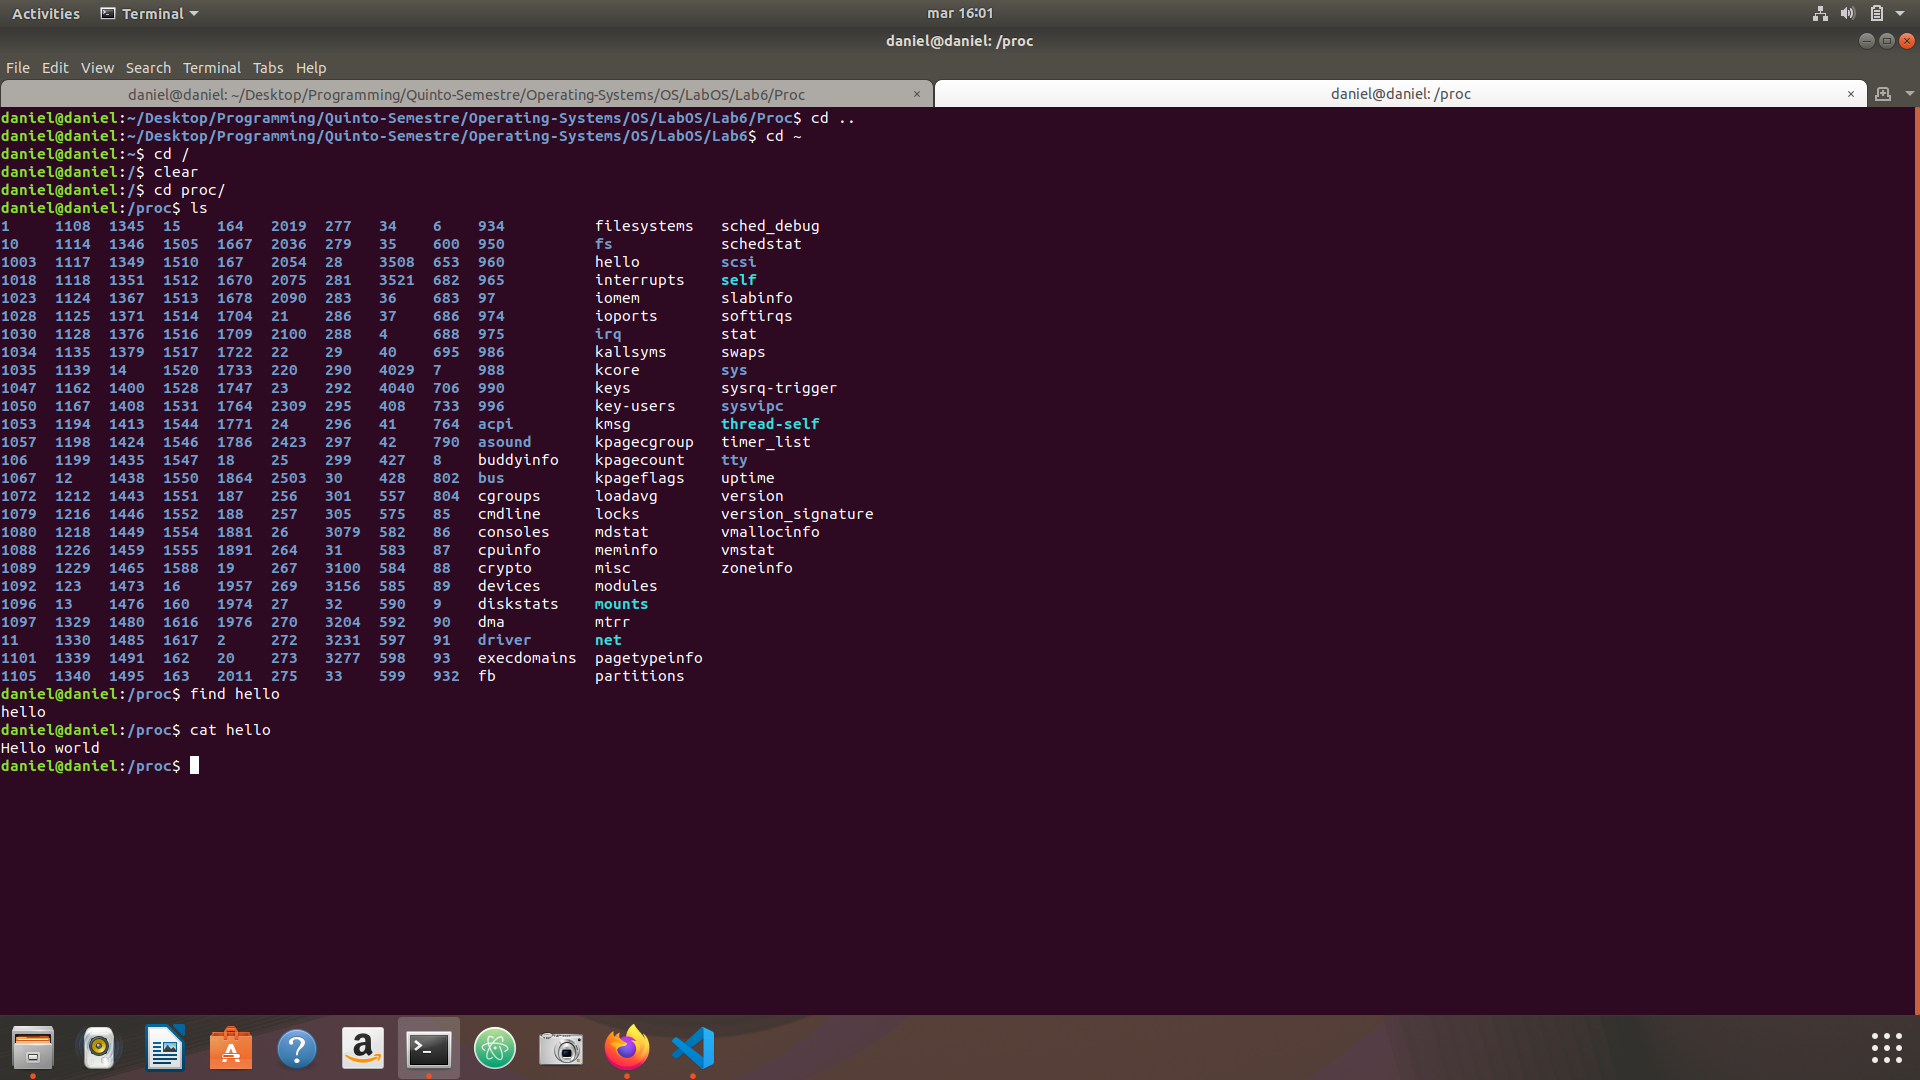 Activities Terminal mar 16:01
daniel@daniel: /proc
File Edit View Search Terminal Tabs Help
daniel@daniel: ~/Desktop/Programming/Quinto-Semestre/Operating-Systems/OS/LabOS/Lab6/Proc × daniel@daniel: /proc ×
daniel@daniel:~/Desktop/Programming/Quinto-Semestre/Operating-Systems/OS/LabOS/Lab6/Proc$ cd ..
daniel@daniel:~/Desktop/Programming/Quinto-Semestre/Operating-Systems/OS/LabOS/Lab6$ cd ~
daniel@daniel:~$ cd /
daniel@daniel:/$ clear
daniel@daniel:/$ cd proc/
daniel@daniel:/proc$ ls
1 1108 1345 15 164 2019 277 34 6 934 filesystems sched_debug
10 1114 1346 1505 1667 2036 279 35 600 950 fs schedstat
1003 1117 1349 1510 167 2054 28 3508 653 960 hello scsi
1018 1118 1351 1512 1670 2075 281 3521 682 965 interrupts self
1023 1124 1367 1513 1678 2090 283 36 683 97 iomem slabinfo
1028 1125 1371 1514 1704 21 286 37 686 974 ioports softirqs
1030 1128 1376 1516 1709 2100 288 4 688 975 irq stat
1034 1135 1379 1517 1722 22 29 40 695 986 kallsyms swaps
1035 1139 14 1520 1733 220 290 4029 7 988 kcore sys
1047 1162 1400 1528 1747 23 292 4040 706 990 keys sysrq-trigger
1050 1167 1408 1531 1764 2309 295 408 733 996 key-users sysvipc
1053 1194 1413 1544 1771 24 296 41 764 acpi kmsg thread-self
1057 1198 1424 1546 1786 2423 297 42 790 asound kpagecgroup timer_list
106 1199 1435 1547 18 25 299 427 8 buddyinfo kpagecount tty
1067 12 1438 1550 1864 2503 30 428 802 bus kpageflags uptime
1072 1212 1443 1551 187 256 301 557 804 cgroups loadavg version
1079 1216 1446 1552 188 257 305 575 85 cmdline locks version_signature
1080 1218 1449 1554 1881 26 3079 582 86 consoles mdstat vmallocinfo
1088 1226 1459 1555 1891 264 31 583 87 cpuinfo meminfo vmstat
1089 1229 1465 1588 19 267 3100 584 88 crypto misc zoneinfo
1092 123 1473 16 1957 269 3156 585 89 devices modules
1096 13 1476 160 1974 27 32 590 9 diskstats mounts
1097 1329 1480 1616 1976 270 3204 592 90 dma mtrr
11 1330 1485 1617 2 272 3231 597 91 driver net
1101 1339 1491 162 20 273 3277 598 93 execdomains pagetypeinfo
1105 1340 1495 163 2011 275 33 599 932 fb partitions
daniel@daniel:/proc$ find hello
hello
daniel@daniel:/proc$ cat hello
Hello world
daniel@daniel:/proc$